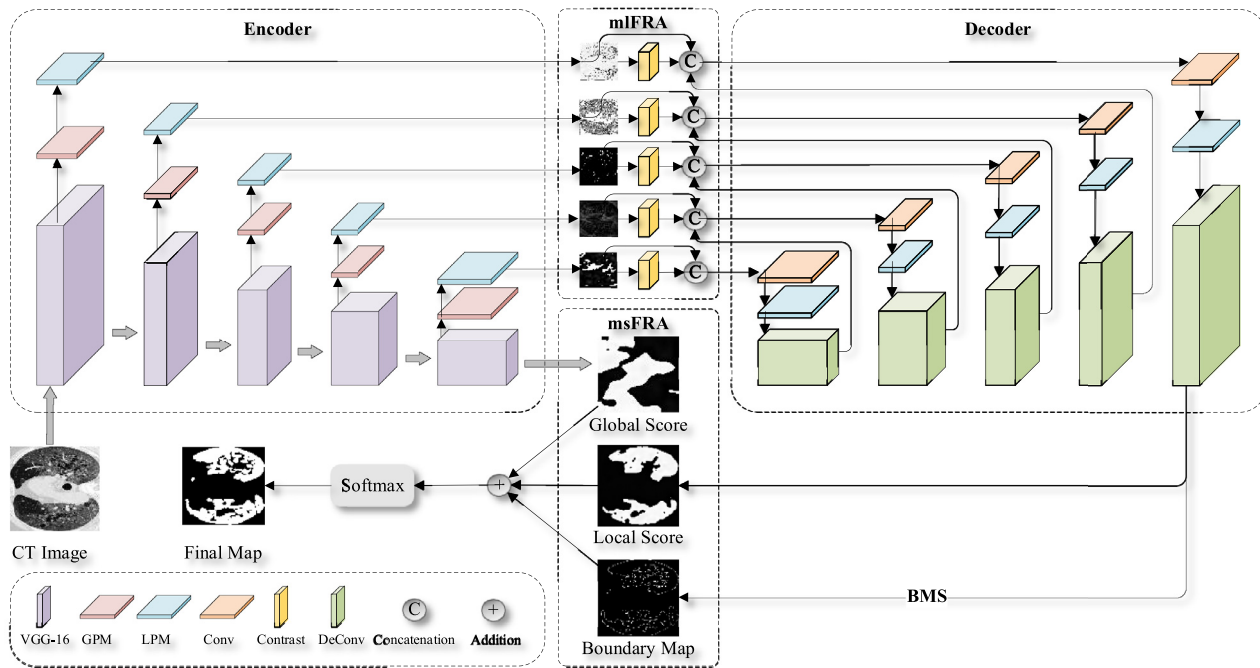 Encoder
mlFRA
Decoder
C
C
C
C
C
msFRA
Global Score
Softmax
+
Local Score
CT Image
Final Map
BMS
Boundary Map
C
+
VGG-16
GPM
LPM
Conv
Contrast
DeConv
Concatenation
Addition